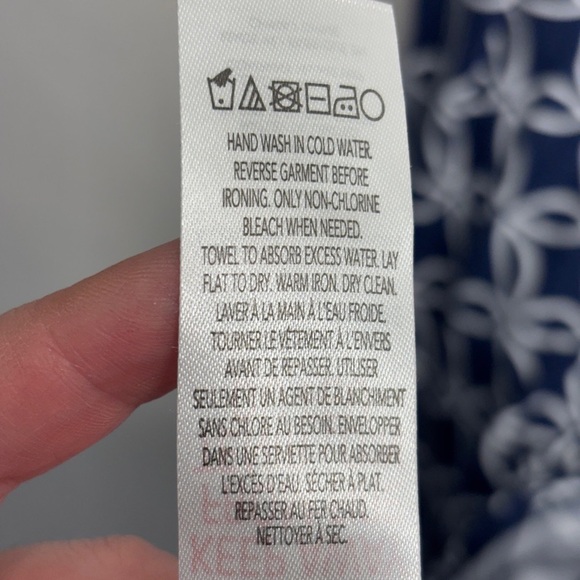 HAND WASH IN COLD WATER.
REVERSE GARMENT BEFORE
IRONING. ONLY NON-CHLORINE
BLEACH WHEN NEEDED.
TOWEL TO ABSORB EXCESS WATER. LAY
FLAT TO DRY. WARM IRON. DRY CLEAN.
LAVER À LA MAIN À L'EAU FROIDE.
TOURNER LE VÊTEMENT À L'ENVERS
AVANT DE REPASSER. UTILISER
SEULEMENT UN AGENT DE BLANCHIMENT
SANS CHLORE AU BESOIN. ENVELOPPER
DANS UNE SERVIETTE POUR ABSORBER
L'EXCÈS D'EAU. SÉCHER À PLAT.
REPASSER AU FER CHAUD.
NETTOYER À SEC.